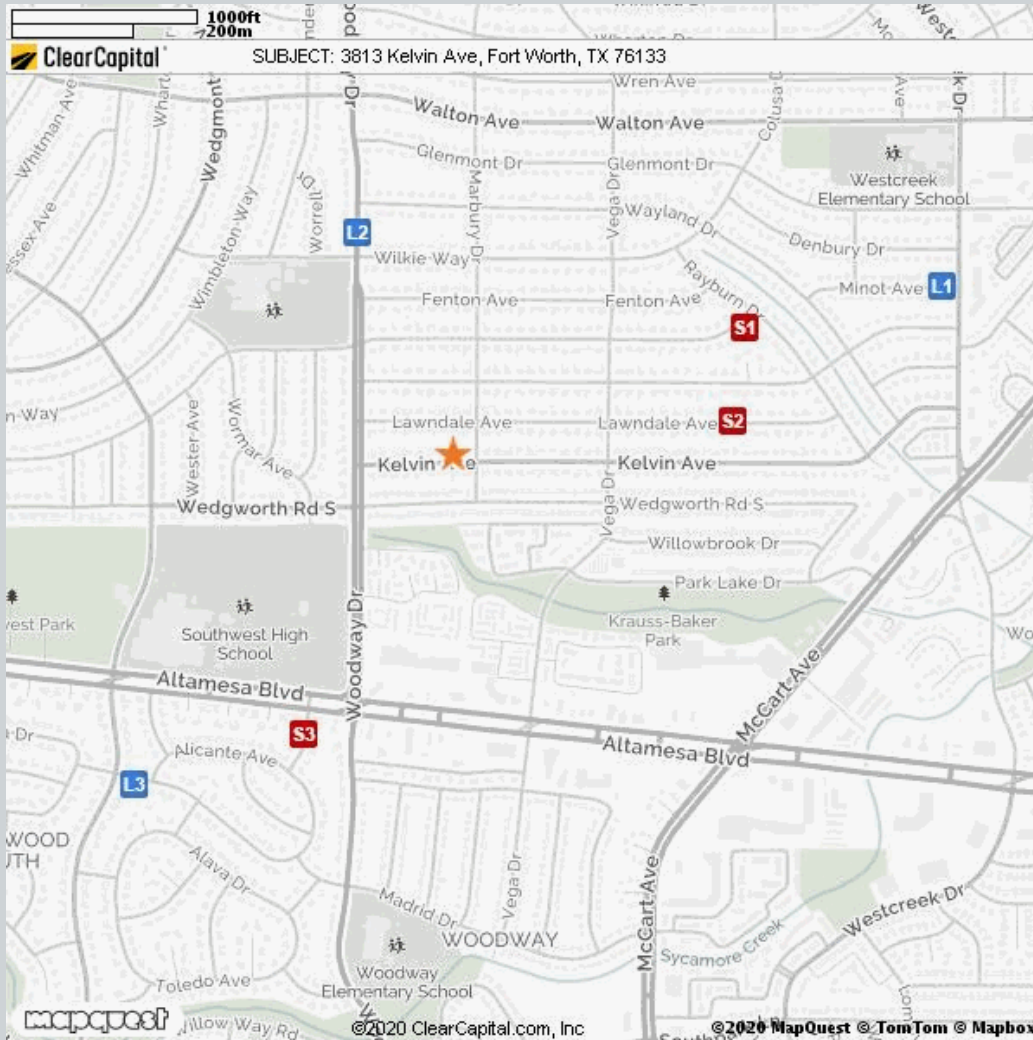 1000ft
200m
ClearCapital
SUBJECT: 3813 Kelvin Ave, Fort Worth, TX 76133
Wren Ave
Walton Ave
Walton Ave
Whitman Ave
Wedgmont
Glenmont Dr
Glenmont Dr
Marbury Dr
Vega Dr
Westcreek
Elementary School
Worrell Dr
Wimbleton Way
L2
Wayland Dr
Denbury Dr
Wilkie Way
Rayburn Dr
Minot Ave
L1
Fenton Ave
Fenton Ave
S1
Wester Ave
Wormar Ave
Lawndale Ave
Lawndale Ave
S2
Kelvin
Kelvin Ave
Wedgworth Rd S
Wedgworth Rd S
Vega Dr
Willowbrook Dr
Park Lake Dr
Krauss-Baker
Park
Southwest High
School
Woodway Dr
Altamesa Blvd
Altamesa Blvd
McCart Ave
S3
Alicante Ave
L3
WOOD
Alava Dr
Vega Dr
McCart Ave
Madrid Dr
WOODWAY
Westcreek Dr
Sycamore Creek
Woodway
Elementary School
Toledo Ave
mapquest
©2020 ClearCapital.com, Inc
©2020 MapQuest © TomTom © Mapbox